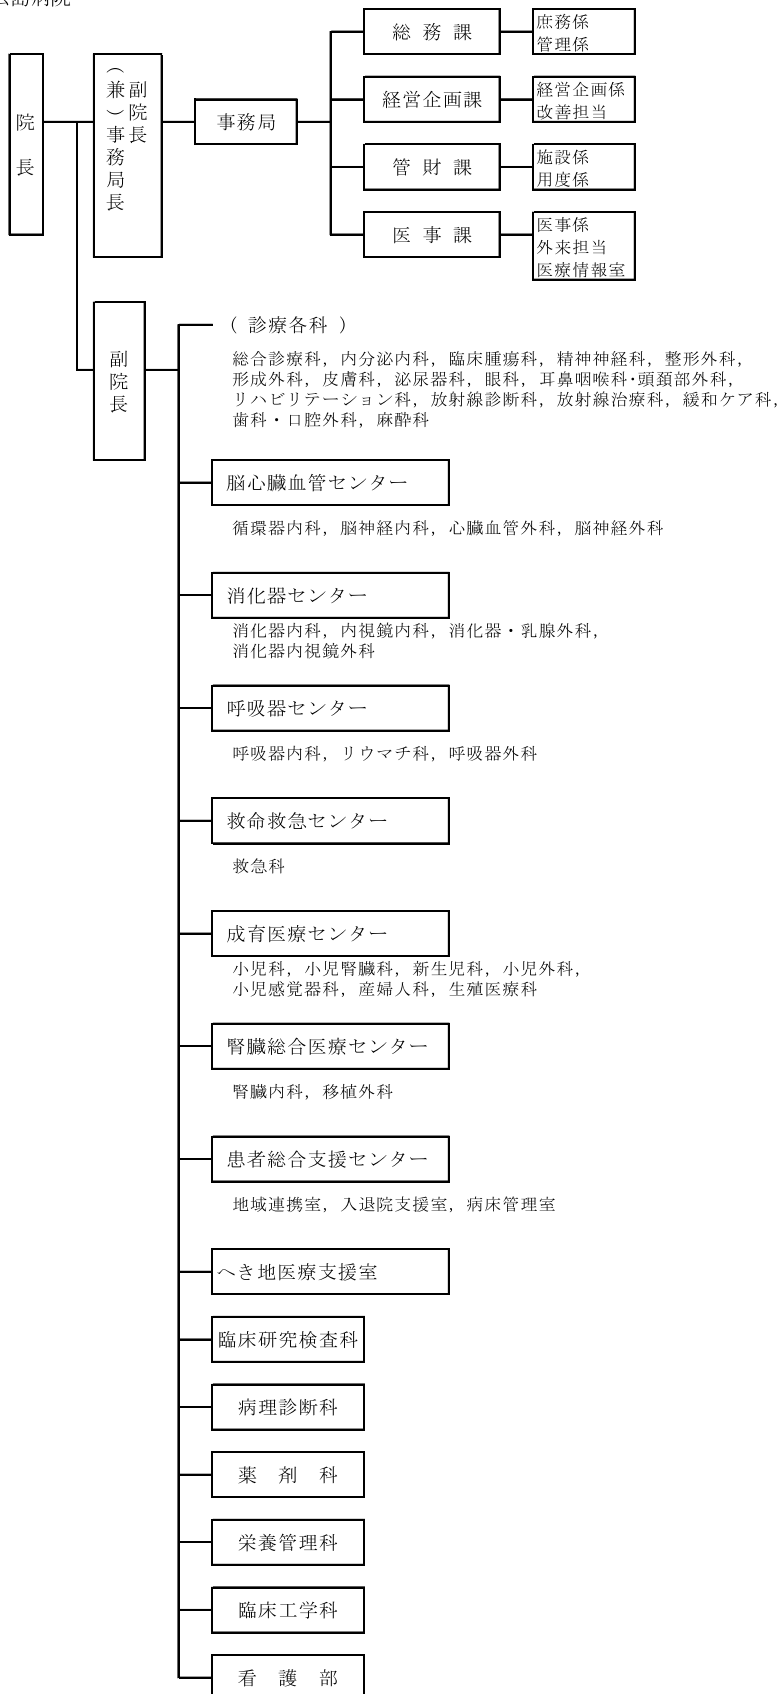 院長
副院長
(兼)事務局長
事務局
総務課
庶務係
管理係
経営企画課
経営企画係
改善担当
管財課
施設係
用度係
医事課
医事係
外来担当
医療情報室
副院長
( 診療各科 )
総合診療科，内分泌内科，臨床腫瘍科，精神神経科，整形外科，
形成外科，皮膚科，泌尿器科，眼科，耳鼻咽喉科･頭頚部外科，
リハビリテーション科，放射線診断科，放射線治療科，緩和ケア科，
歯科・口腔外科，麻酔科
脳心臓血管センター
循環器内科，脳神経内科，心臓血管外科，脳神経外科
消化器センター
消化器内科，内視鏡内科，消化器・乳腺外科，
消化器内視鏡外科
呼吸器センター
呼吸器内科，リウマチ科，呼吸器外科
救命救急センター
救急科
成育医療センター
小児科，小児腎臓科，新生児科，小児外科，
小児感覚器科，産婦人科，生殖医療科
腎臓総合医療センター
腎臓内科，移植外科
患者総合支援センター
地域連携室，入退院支援室，病床管理室
へき地医療支援室
臨床研究検査科
病理診断科
薬剤科
栄養管理科
臨床工学科
看護部